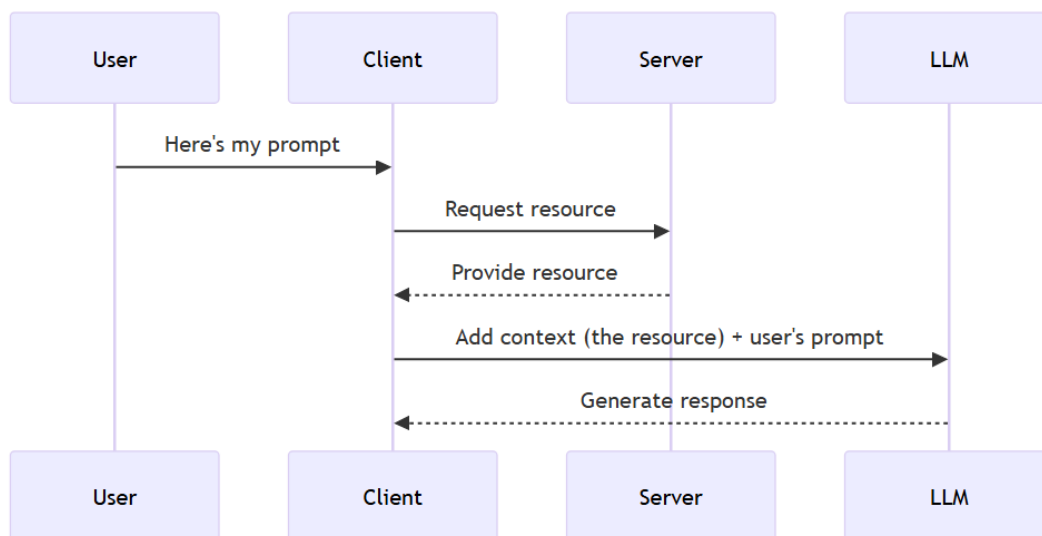 User
Client
Server
LLM
Here's my prompt
Request resource
Provide resource
Add context (the resource) + user's prompt
Generate response
User
Client
Server
LLM